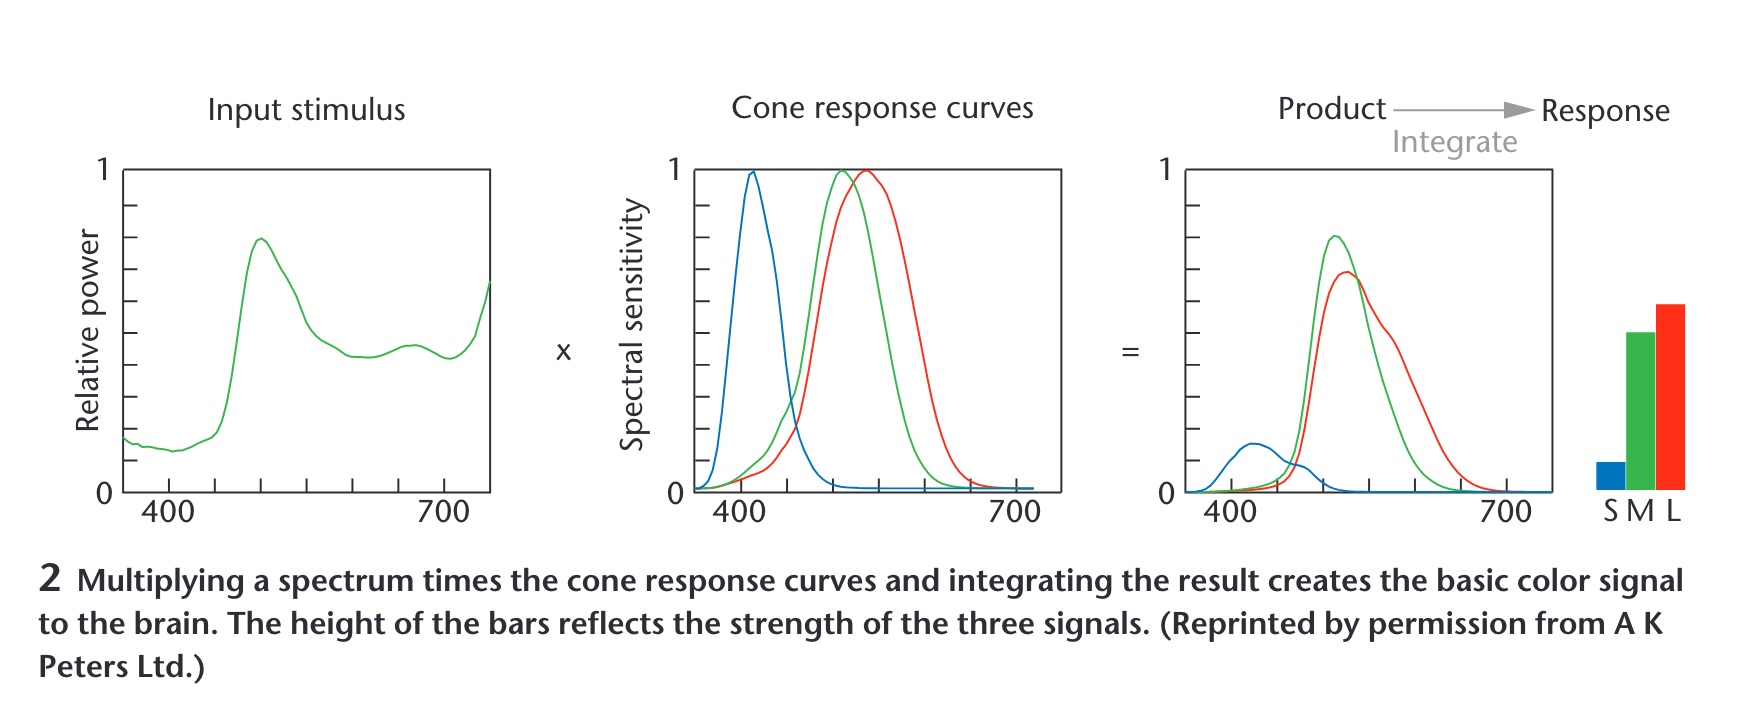 Input stimulus
Cone response curves
Product
Response
Integrate
1
Relative power
0
400
700
x
1
Spectral sensitivity
0
400
700
=
1
0
400
700
S M L
2 Multiplying a spectrum times the cone response curves and integrating the result creates the basic color signal
to the brain. The height of the bars reflects the strength of the three signals. (Reprinted by permission from A K
Peters Ltd.)